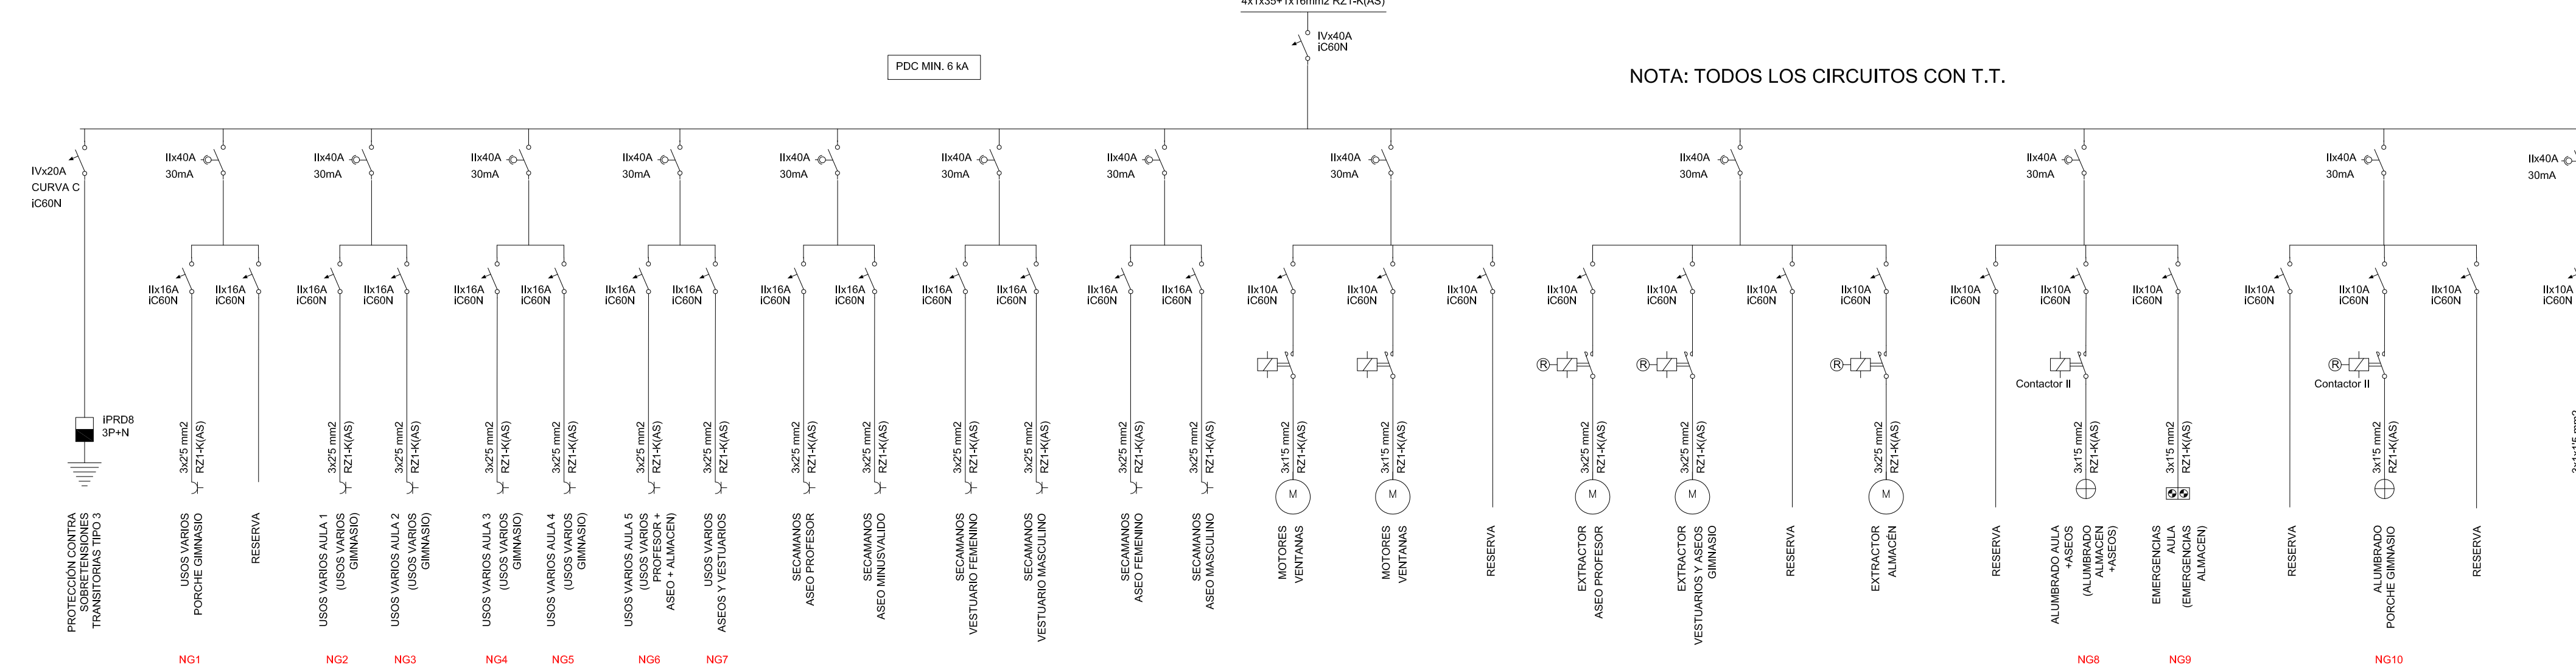 4x1x35+1x16mm2 RZ1-K(AS)
IVx40A
iC60N
PDC MIN. 6 kA
NOTA: TODOS LOS CIRCUITOS CON T.T.
IVx20A
CURVA C
iC60N
IIx40A
30mA
IIx40A
30mA
IIx40A
30mA
IIx40A
30mA
IIx40A
30mA
IIx40A
30mA
IIx40A
30mA
IIx40A
30mA
IIx40A
30mA
IIx40A
30mA
IIx40A
30mA
IIx40A
30mA
IIx16A
iC60N
IIx16A
iC60N
IIx16A
iC60N
IIx16A
iC60N
IIx16A
iC60N
IIx16A
iC60N
IIx16A
iC60N
IIx16A
iC60N
IIx16A
iC60N
IIx16A
iC60N
IIx16A
iC60N
IIx16A
iC60N
IIx16A
iC60N
IIx16A
iC60N
IIx10A
iC60N
IIx10A
iC60N
IIx10A
iC60N
IIx10A
iC60N
IIx10A
iC60N
IIx10A
iC60N
IIx10A
iC60N
IIx10A
iC60N
IIx10A
iC60N
IIx10A
iC60N
IIx10A
iC60N
IIx10A
iC60N
IIx10A
iC60N
IIx10A
iC60N
R
R
R
Contactor II
R
Contactor II
iPRD8
3P+N
3x2'5 mm2
RZ1-K(AS)
3x2'5 mm2
RZ1-K(AS)
3x2'5 mm2
RZ1-K(AS)
3x2'5 mm2
RZ1-K(AS)
3x2'5 mm2
RZ1-K(AS)
3x2'5 mm2
RZ1-K(AS)
3x2'5 mm2
RZ1-K(AS)
3x2'5 mm2
RZ1-K(AS)
3x2'5 mm2
RZ1-K(AS)
3x2'5 mm2
RZ1-K(AS)
3x2'5 mm2
RZ1-K(AS)
3x2'5 mm2
RZ1-K(AS)
3x2'5 mm2
RZ1-K(AS)
3x1'5 mm2
RZ1-K(AS)
3x1'5 mm2
RZ1-K(AS)
3x2'5 mm2
RZ1-K(AS)
3x2'5 mm2
RZ1-K(AS)
3x2'5 mm2
RZ1-K(AS)
3x1'5 mm2
RZ1-K(AS)
3x1'5 mm2
RZ1-K(AS)
3x1'5 mm2
RZ1-K(AS)
M
M
M
M
M
PROTECCIÓN CONTRA
SOBRETENSIONES
TRANSITORIAS TIPO 3
USOS VARIOS
PORCHE GIMNASIO
RESERVA
USOS VARIOS AULA 1
(USOS VARIOS
GIMNASIO)
USOS VARIOS AULA 2
(USOS VARIOS
GIMNASIO)
USOS VARIOS AULA 3
(USOS VARIOS
GIMNASIO)
USOS VARIOS AULA 4
(USOS VARIOS
GIMNASIO)
USOS VARIOS AULA 5
(USOS VARIOS
PROFESOR +
ASEO + ALMACEN)
USOS VARIOS
ASEOS Y VESTUARIOS
SECAMANOS
ASEO PROFESOR
SECAMANOS
ASEO MINUSVALIDO
SECAMANOS
VESTUARIO FEMENINO
SECAMANOS
VESTUARIO MASCULINO
SECAMANOS
ASEO FEMENINO
SECAMANOS
ASEO MASCULINO
MOTORES
VENTANAS
MOTORES
VENTANAS
RESERVA
EXTRACTOR
ASEO PROFESOR
EXTRACTOR
VESTUARIOS Y ASEOS
GIMINASIO
RESERVA
EXTRACTOR
ALMACÉN
RESERVA
ALUMBRADO AULA
+ASEOS
(ALUMBRADO
ALMACEN
+ASEOS)
EMERGENCIAS
AULA
(EMERGENCIAS
ALMACEN)
RESERVA
ALUMBRADO
PORCHE GIMNASIO
RESERVA
NG1
NG2
NG3
NG4
NG5
NG6
NG7
NG8
NG9
NG10